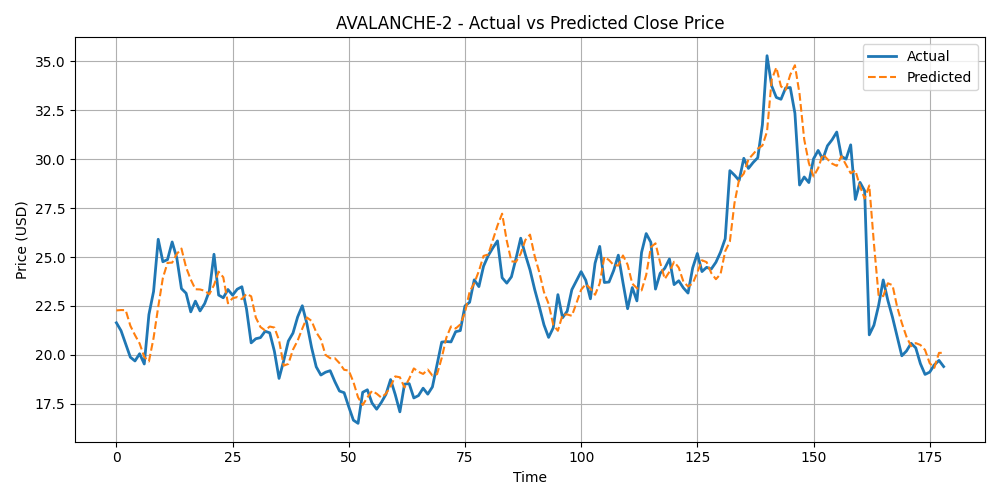 AVALANCHE-2 - Actual vs Predicted Close Price
Actual
Predicted
Price (USD)
35.0
32.5
30.0
27.5
25.0
22.5
20.0
17.5
0 25 50 75 100 125 150 175
Time